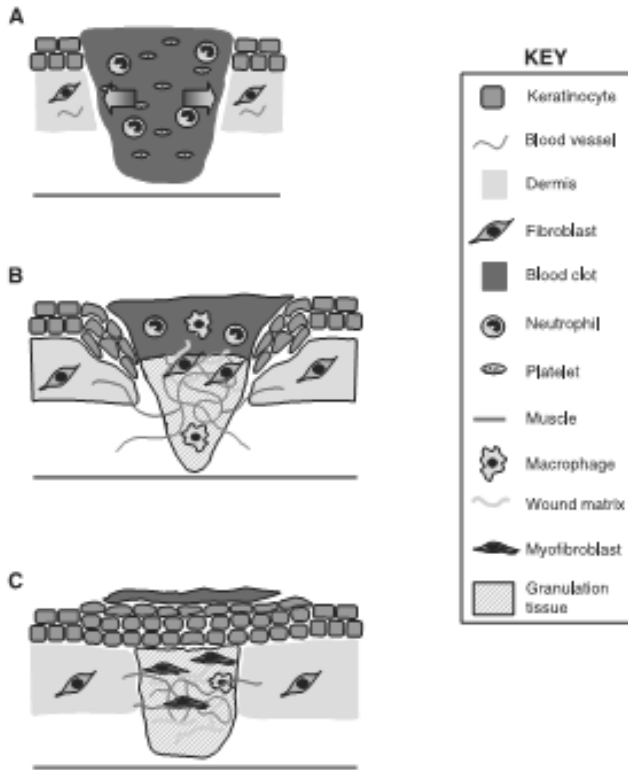 A
KEY
Keratinocyte
Blood vessel
Dermis
Fibroblast
B
Blood clot
Neutrophil
Platelet
Muscle
Macrophage
Wound matrix
C
Myofibroblast
Granulation
tissue